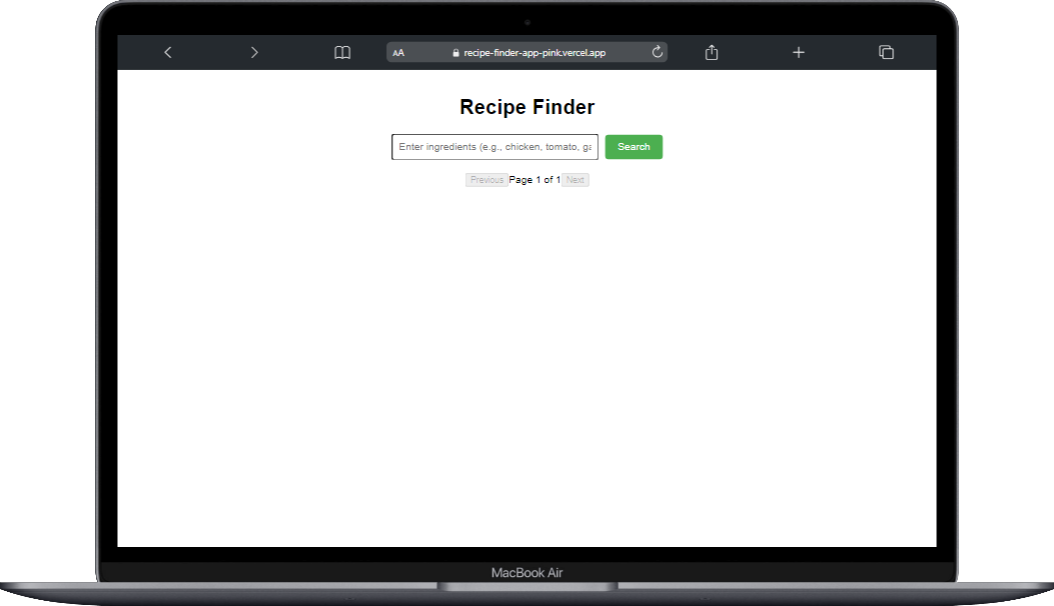 AA recipe-finder-app-pink.vercel.app
Recipe Finder
Enter ingredients (e.g., chicken, tomato, ga Search
Previous Page 1 of 1 Next
MacBook Air